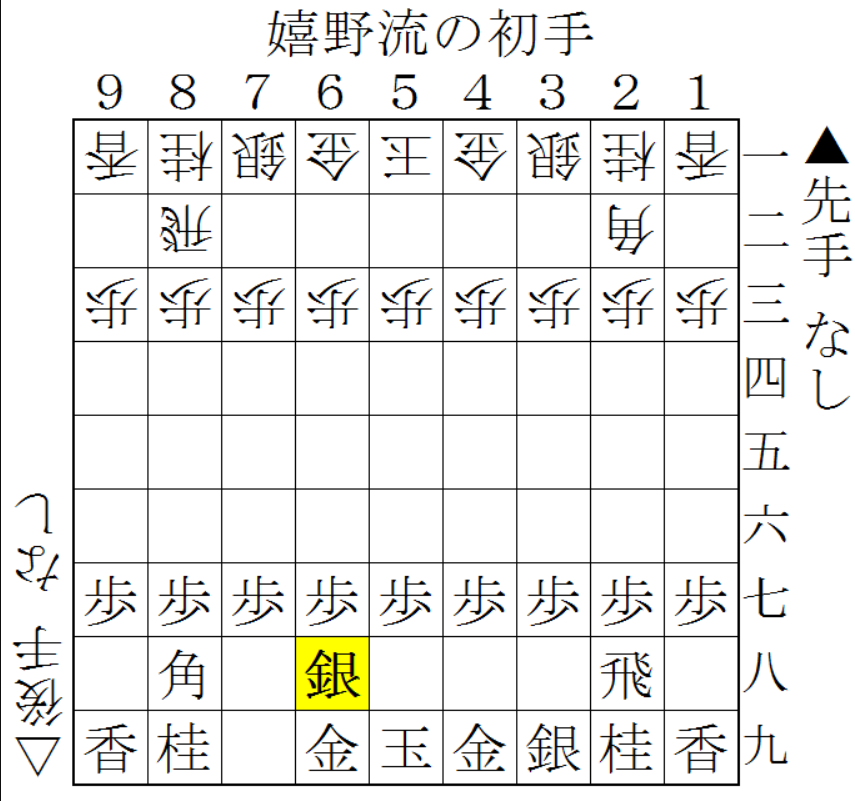 嬉野流の初手
9 8 7 6 5 4 3 2 1
香 桂 銀 金 王 金 銀 桂 香 一
飛 角 二
歩 歩 歩 歩 歩 歩 歩 歩 歩 三
四
五
六
歩 歩 歩 歩 歩 歩 歩 歩 歩 七
角 銀 飛 八
香 桂 金 玉 金 銀 桂 香 九
▲先手 なし
△後手 なし